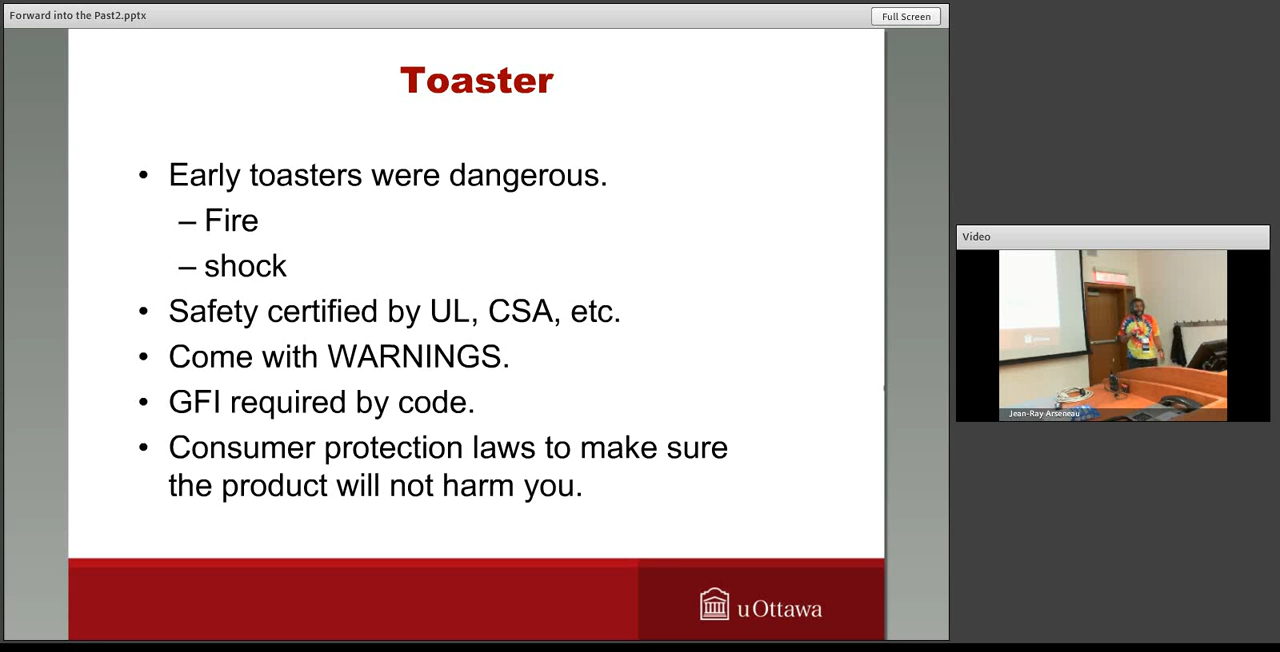 Forward into the Past2.pptx
Full Screen
Toaster
• Early toasters were dangerous.
– Fire
– shock
• Safety certified by UL, CSA, etc.
• Come with WARNINGS.
• GFI required by code.
• Consumer protection laws to make sure
the product will not harm you.
uOttawa
Video
Jean-Ray Arseneau